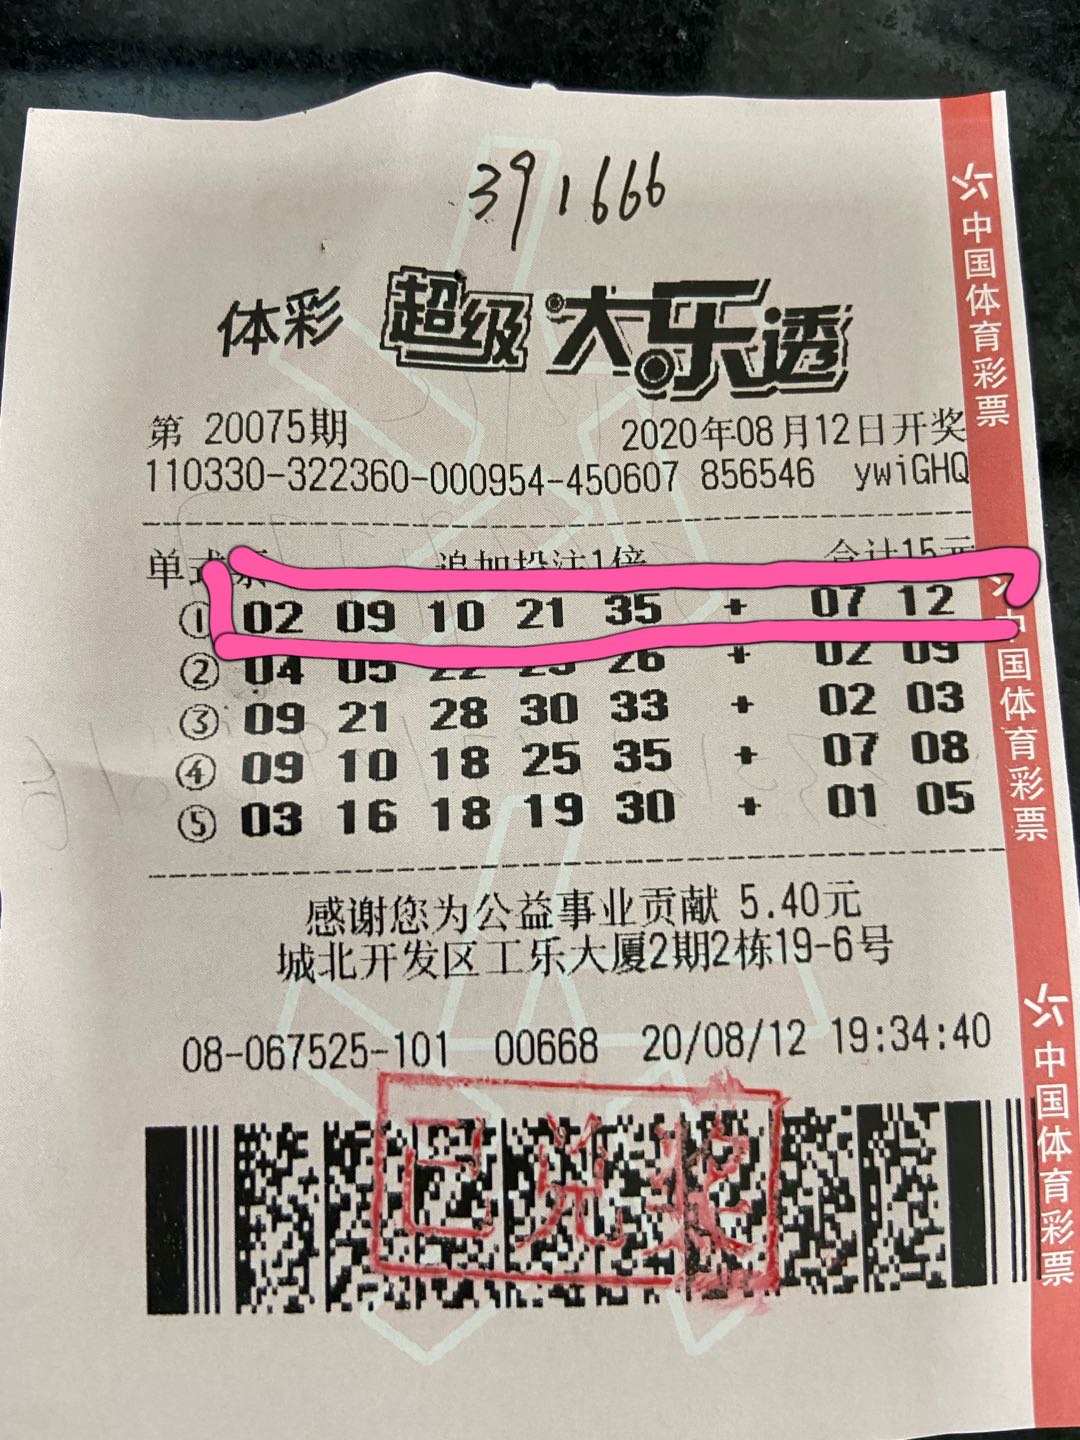 391666
体彩 超级大乐透
第 20075期 2020年08月12日开奖
110330-322360-000954-450607 856546 ywiGHQ
单式票 追加投注1倍 合计15元
① 02 09 10 21 35 + 07 12
② 04 05 22 25 26 + 02 09
③ 09 21 28 30 33 + 02 03
④ 09 10 18 25 35 + 07 08
⑤ 03 16 18 19 30 + 01 05
感谢您为公益事业贡献 5.40元
城北开发区工乐大厦2期2栋19-6号
08-067525-101 00668 20/08/12 19:34:40
已兑奖
中国体育彩票
中国体育彩票
中国体育彩票